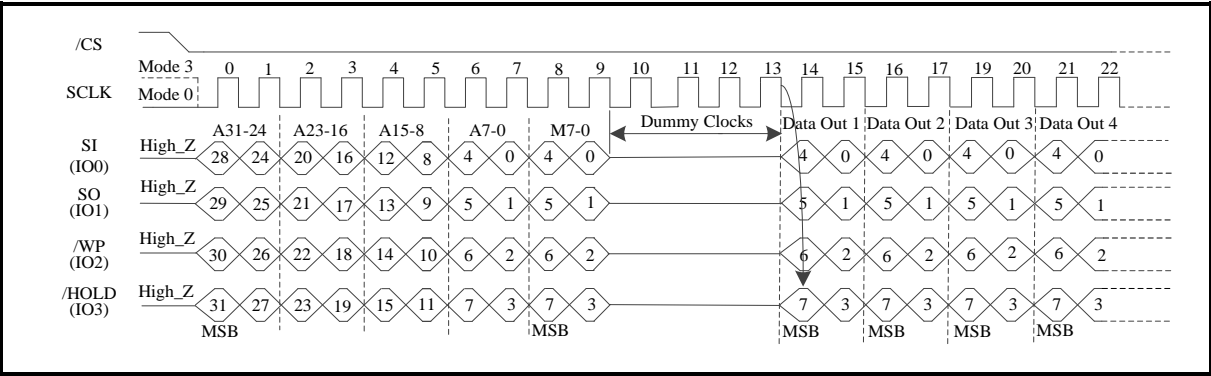 /CS
Mode 3 0 1 2 3 4 5 6 7 8 9 10 11 12 13 14 15 16 17 19 20 21 22
SCLK Mode 0
A31-24 A23-16 A15-8 A7-0 M7-0 Dummy Clocks Data Out 1 Data Out 2 Data Out 3 Data Out 4
SI (IO0) High_Z 28 24 20 16 12 8 4 0 4 0 4 0 4 0 4 0 4 0
SO (IO1) High_Z 29 25 21 17 13 9 5 1 5 1 5 1 5 1 5 1 5 1
/WP (IO2) High_Z 30 26 22 18 14 10 6 2 6 2 6 2 6 2 6 2 6 2
/HOLD (IO3) High_Z 31 27 23 19 15 11 7 3 7 3 7 3 7 3 7 3 7 3
MSB MSB MSB MSB MSB MSB